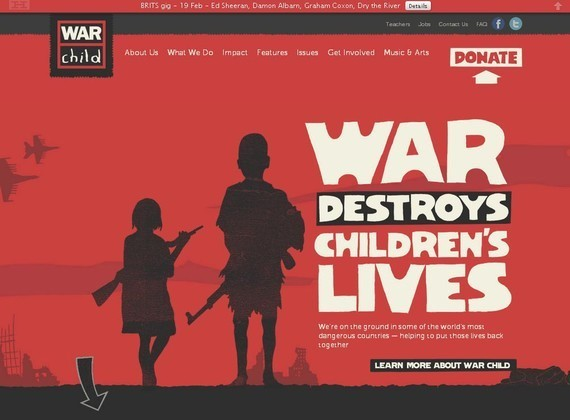 BRITS gig – 19 Feb – Ed Sheeran, Damon Albarn, Graham Coxon, Dry the River Details
Teachers Jobs Contact Us FAQ
WAR
child
About Us What We Do Impact Features Issues Get Involved Music & Arts
DONATE
WAR
DESTROYS
CHILDREN'S
LIVES
We're on the ground in some of the world's most
dangerous countries — helping to put those lives back
together
LEARN MORE ABOUT WAR CHILD